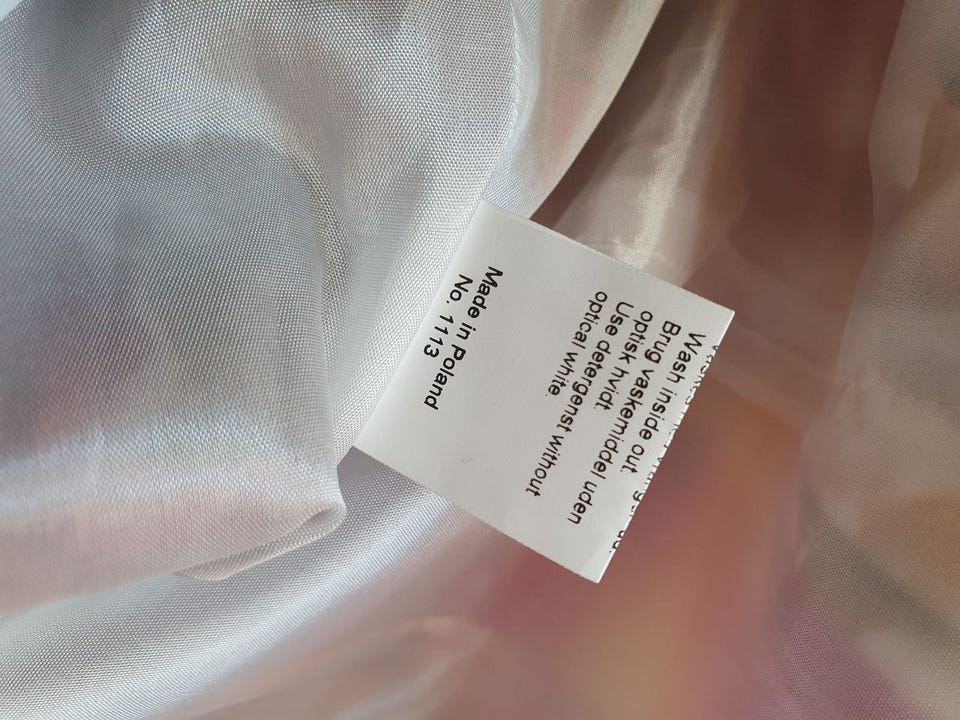 Wash inside out.
Brug vaskemiddel uden
optisk hvidt.
Use detergenst without
optical white
Made in Poland
No. 1113